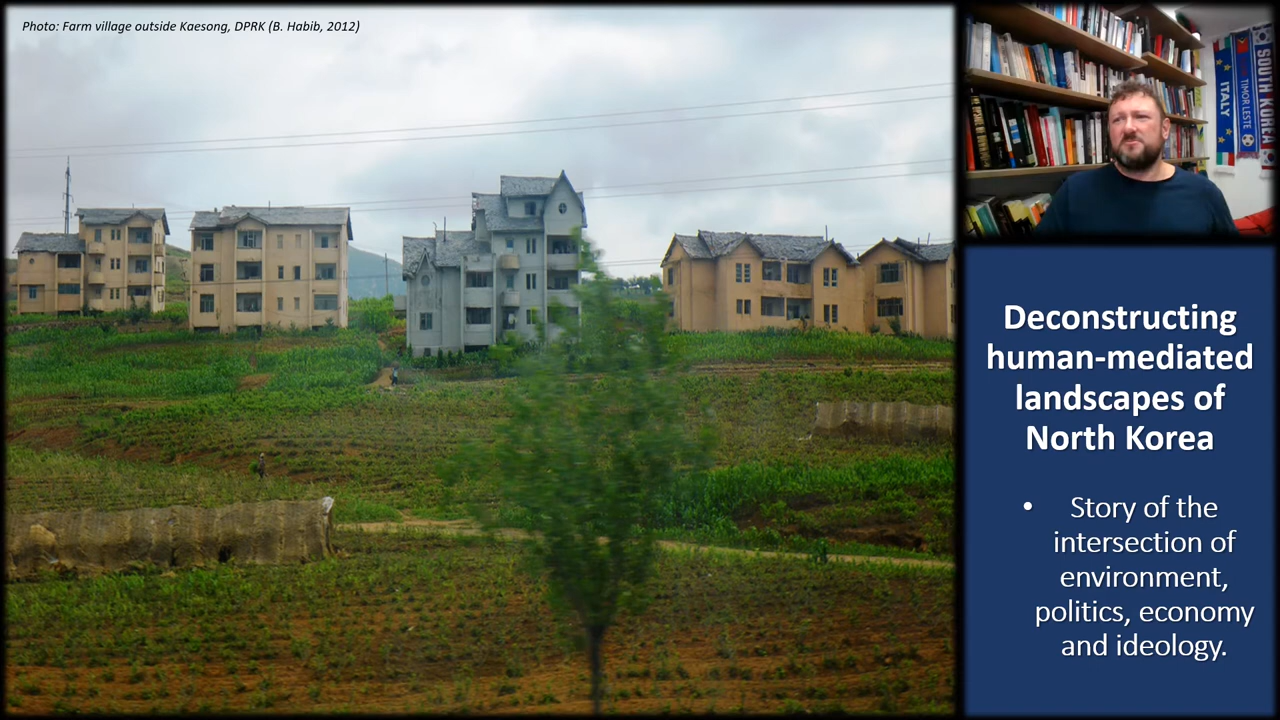 Photo: Farm village outside Kaesong, DPRK (B. Habib, 2012)
ITALY
TIMOR LESTE
SOUTH KOREA
Deconstructing
human-mediated
landscapes of
North Korea
• Story of the
intersection of
environment,
politics, economy
and ideology.